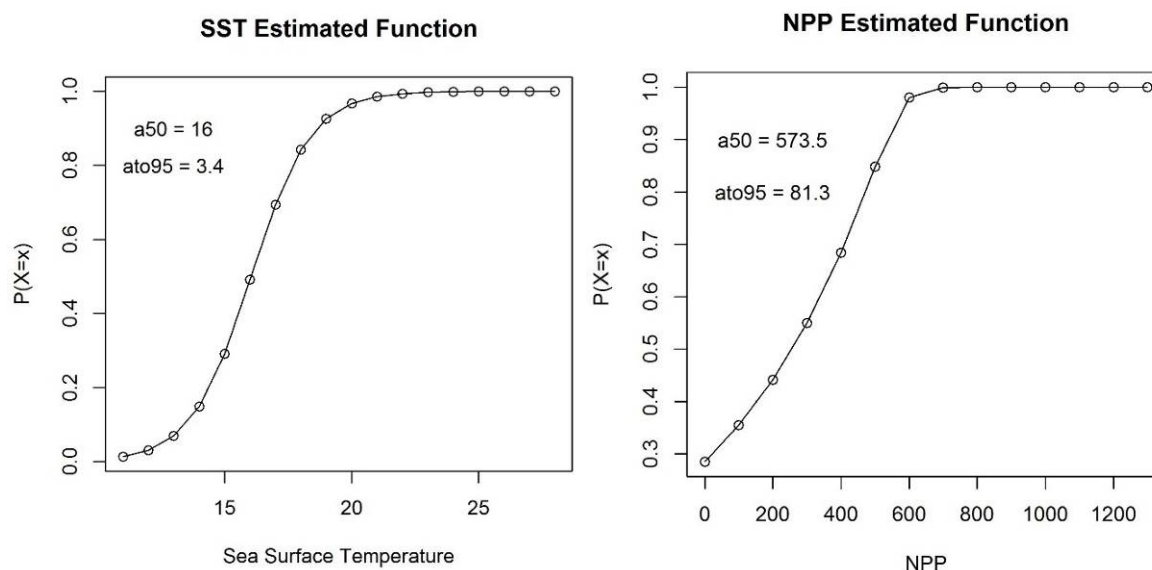 SST Estimated Function
a50 = 16
ato95 = 3.4
P(X=x)
1.0
0.8
0.6
0.4
0.2
0.0
15
20
25
Sea Surface Temperature
NPP Estimated Function
a50 = 573.5
ato95 = 81.3
P(X=x)
1.0
0.9
0.8
0.7
0.6
0.5
0.4
0.3
0
200
400
600
800
1000
1200
NPP